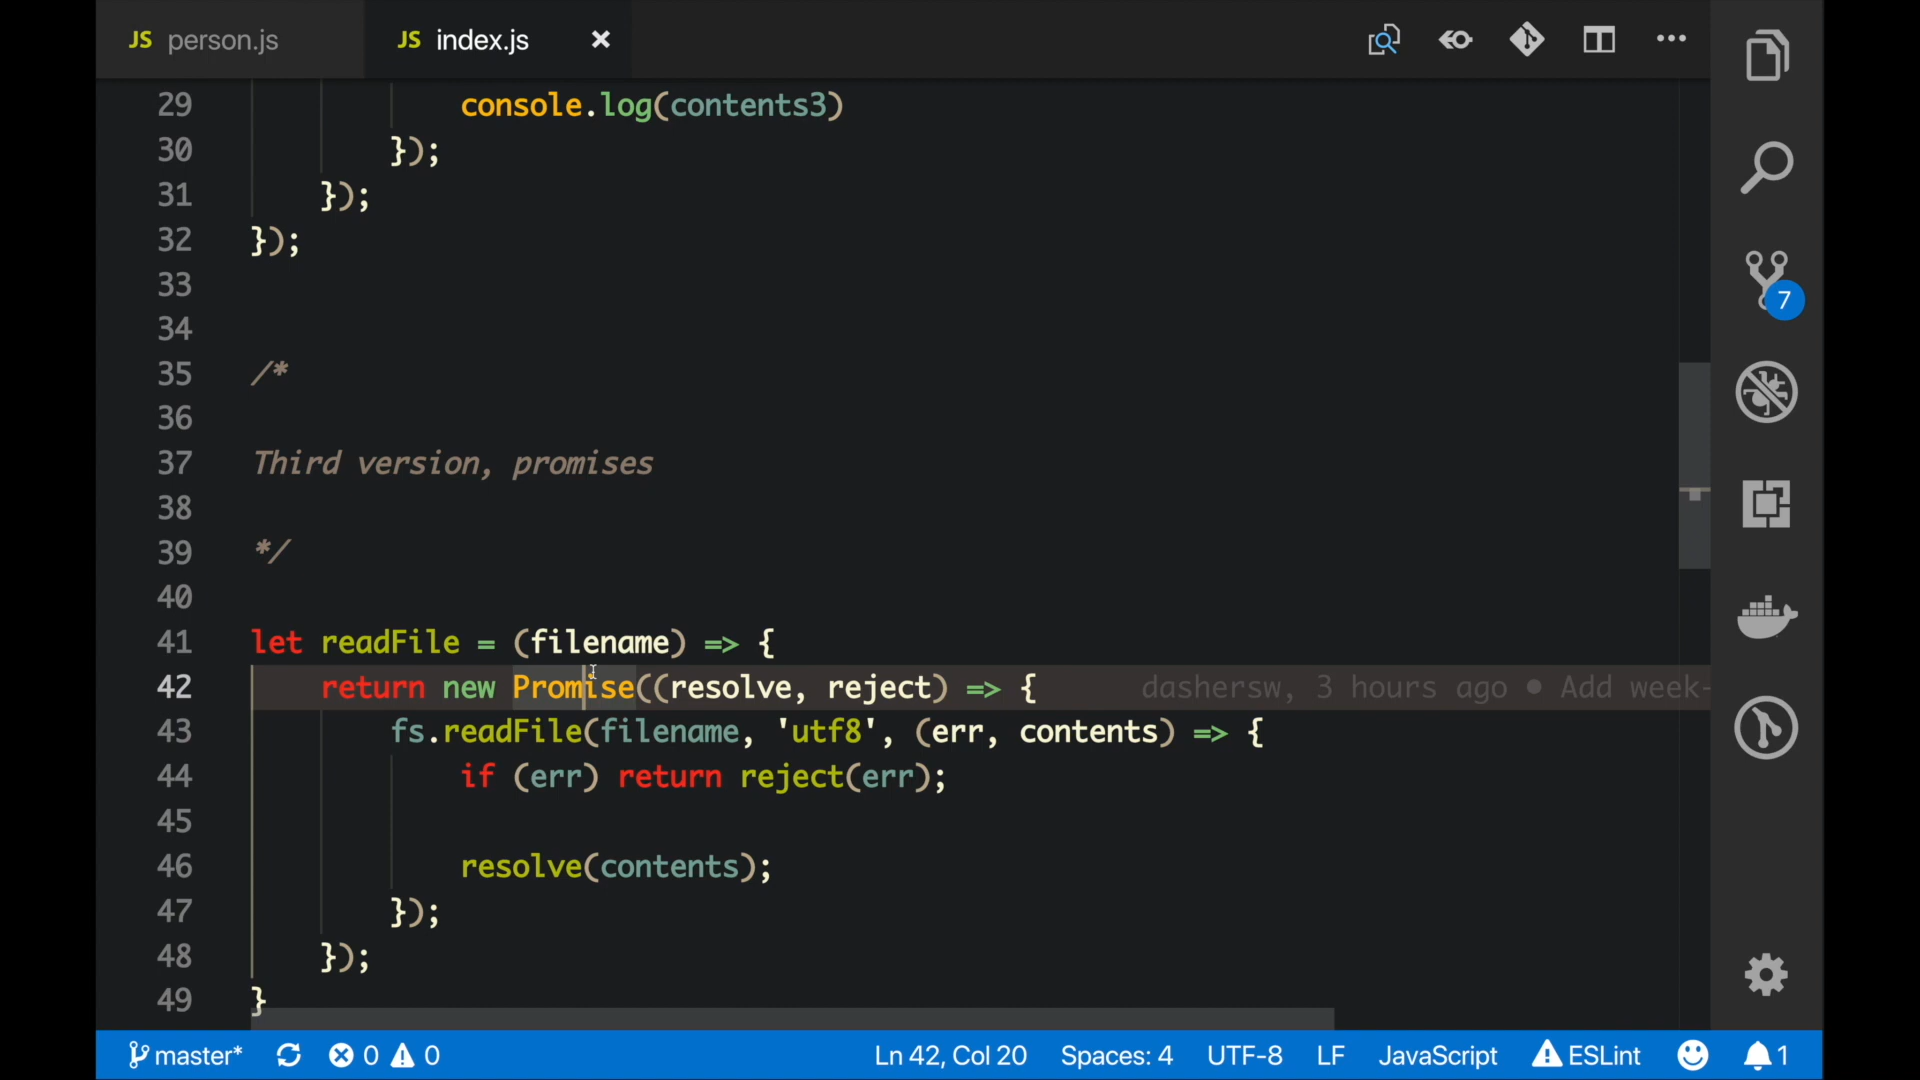 JS person.js
JS index.js
29 console.log(contents3)
30 });
31 });
32 });
33
34
35 /*
36
37 Third version, promises
38
39 */
40
41 let readFile = (filename) => {
42 return new Promise((resolve, reject) => { dashersw, 3 hours ago • Add week-
43 fs.readFile(filename, 'utf8', (err, contents) => {
44 if (err) return reject(err);
45
46 resolve(contents);
47 });
48 });
49 }
7
master* 0 0 Ln 42, Col 20 Spaces: 4 UTF-8 LF JavaScript ESLint 1